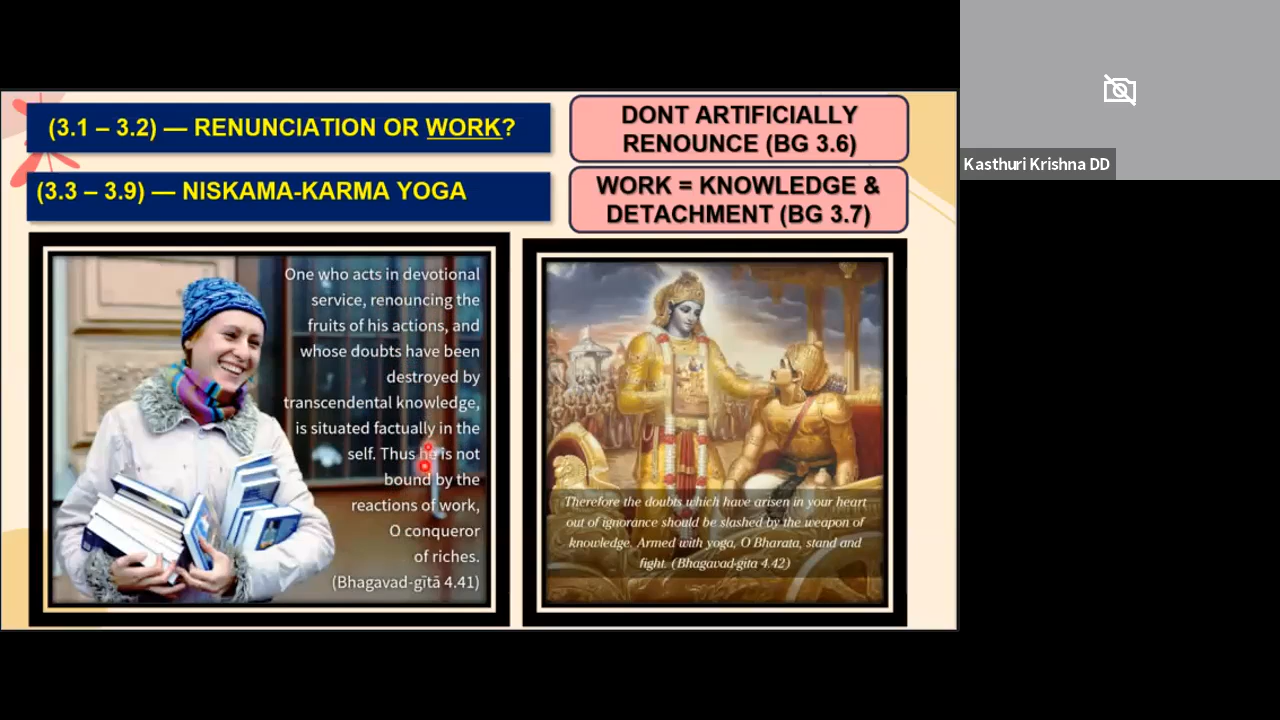 (3.1 – 3.2) — RENUNCIATION OR WORK?
DONT ARTIFICIALLY
RENOUNCE (BG 3.6)
(3.3 – 3.9) — NISKAMA-KARMA YOGA
WORK = KNOWLEDGE &
DETACHMENT (BG 3.7)
One who acts in devotional
service, renouncing the
fruits of his actions, and
whose doubts have been
destroyed by
transcendental knowledge,
is situated factually in the
self. Thus he is not
bound by the
reactions of work,
O conqueror
of riches.
(Bhagavad-gītā 4.41)
Therefore the doubts which have arisen in your heart
out of ignorance should be slashed by the weapon of
knowledge. Armed with yoga, O Bharata, stand and
fight. (Bhagavad-gita 4.42)
Kasthuri Krishna DD